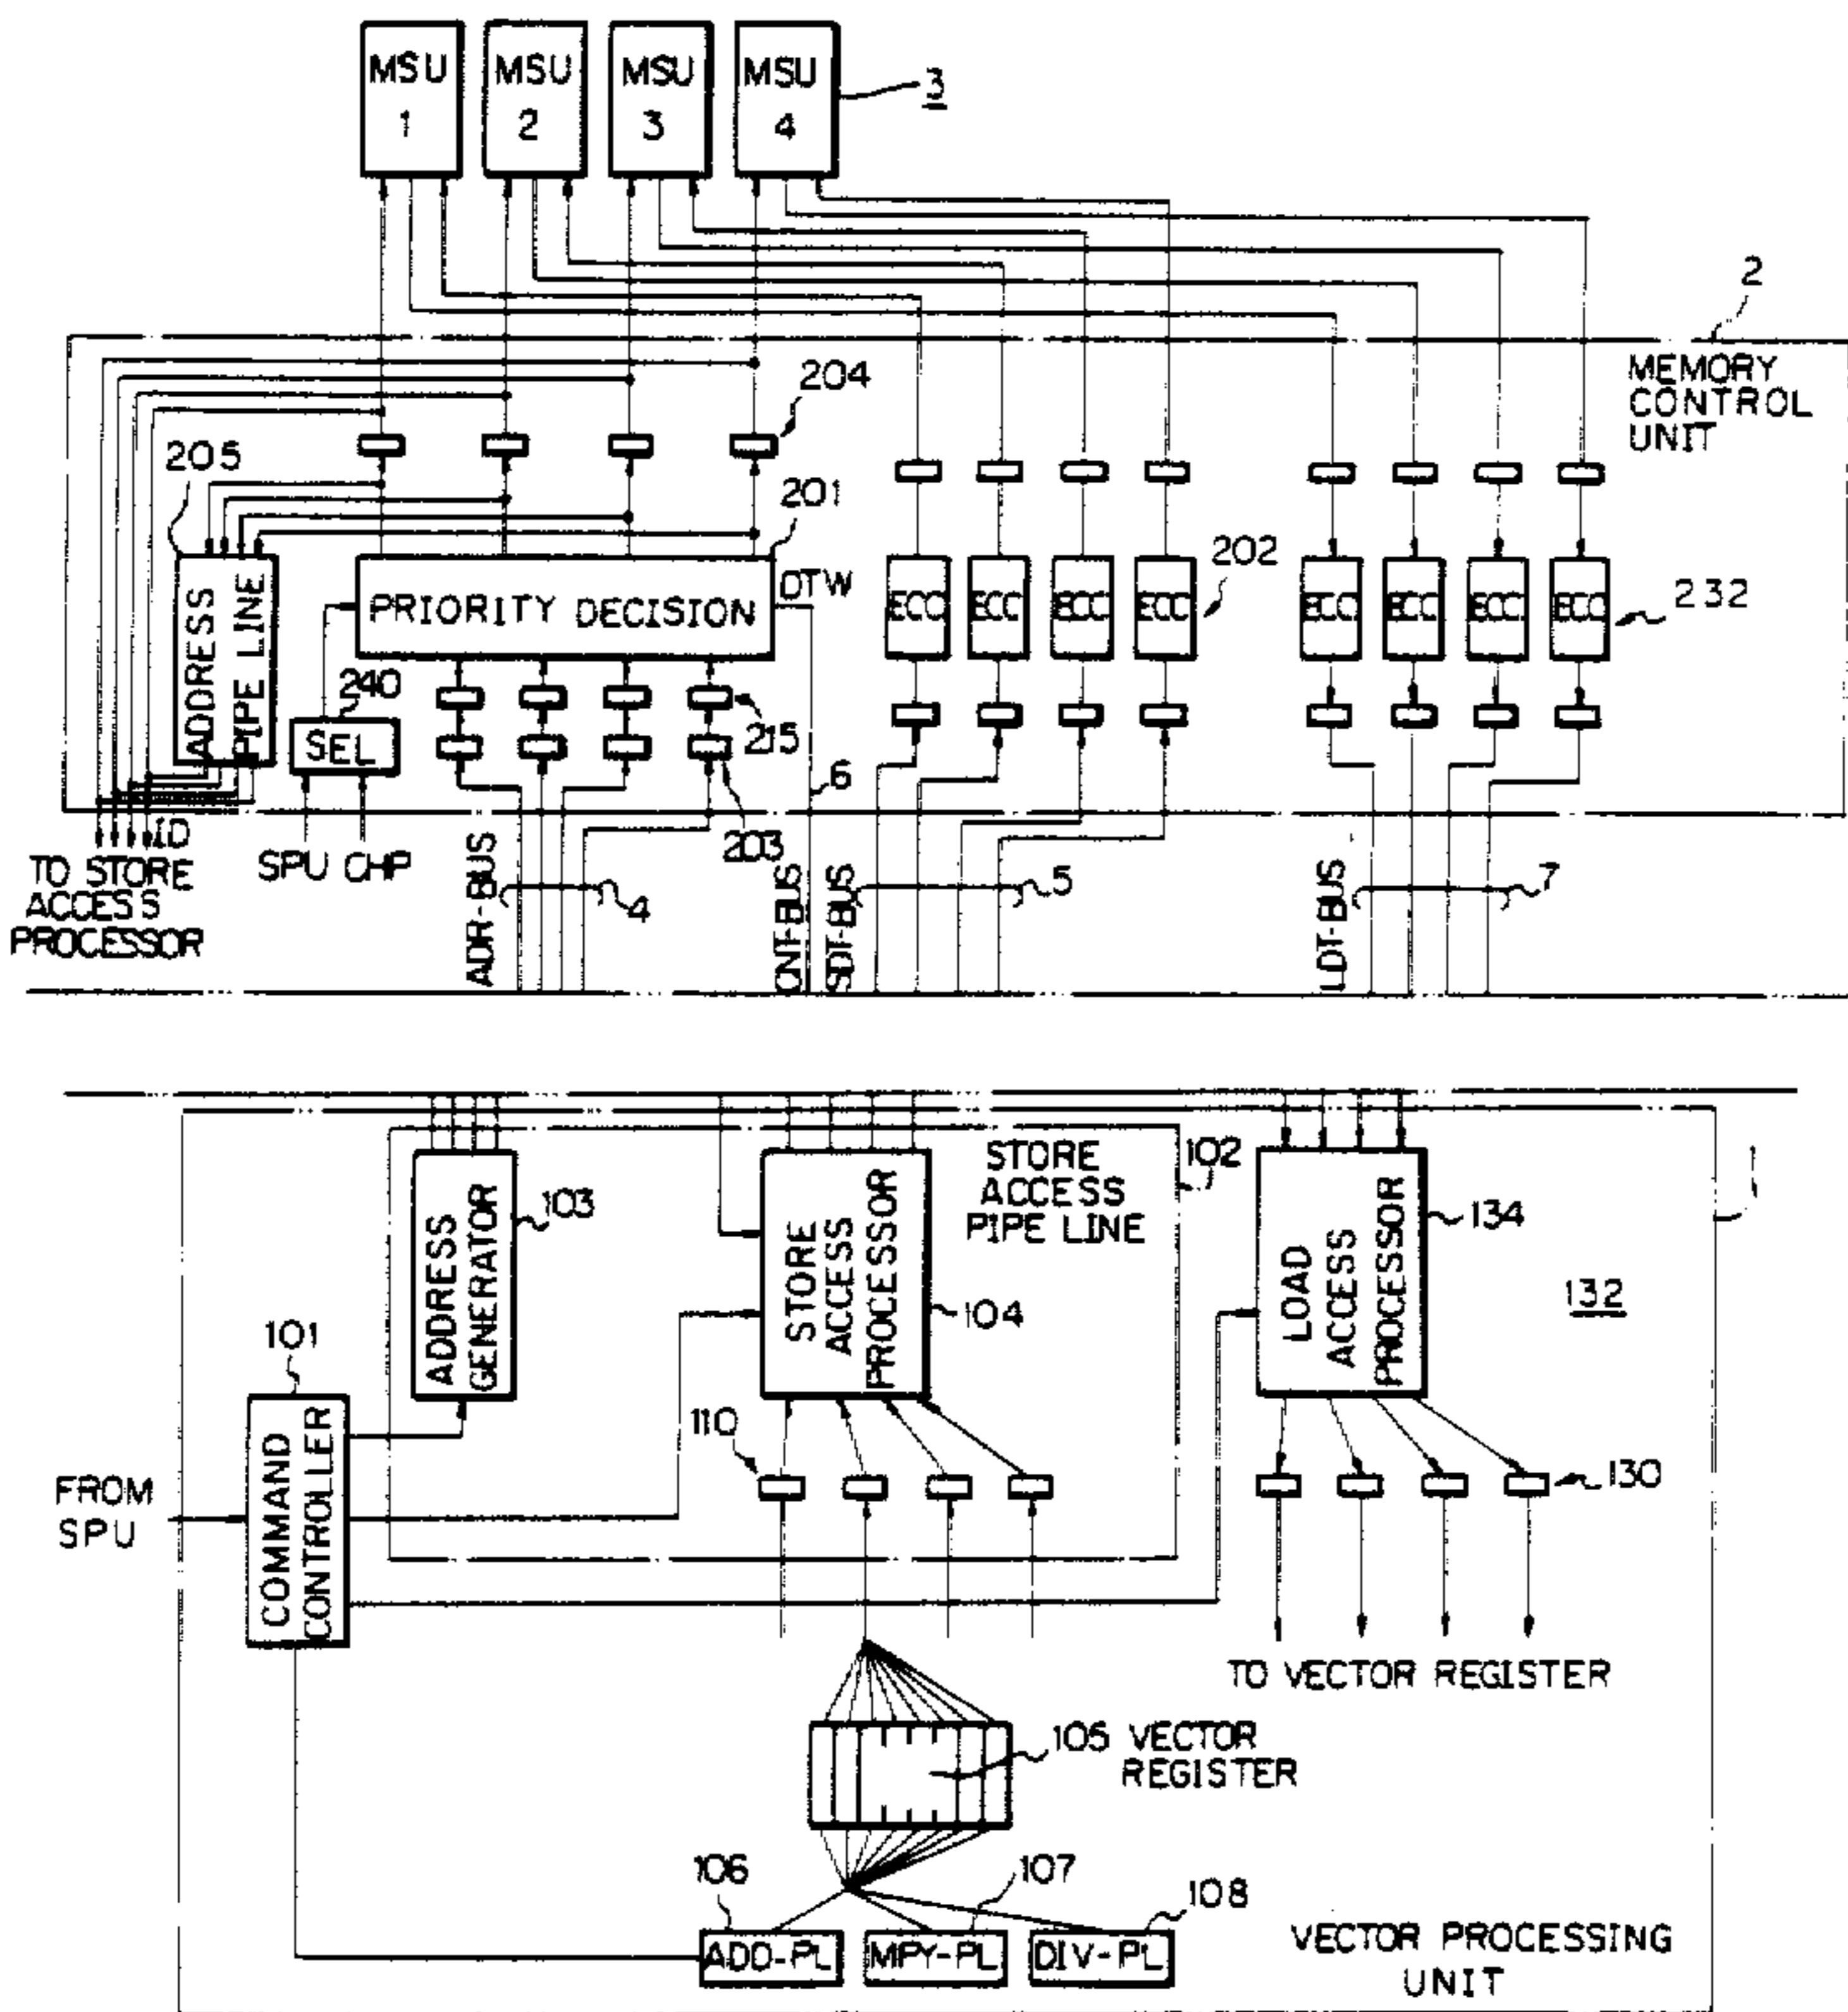 MSU 1
MSU 2
MSU 3
MSU 4
3
2
MEMORY
CONTROL
UNIT
204
205
201
202
232
ADDRESS
PIPE LINE
PRIORITY DECISION
DTW
ECC
ECC
ECC
ECC
ECC
ECC
ECC
ECC
240
SEL
215
203
6
ID
TO STORE
ACCESS
PROCESSOR
SPU CHP
ADR-BUS
4
CNT-BUS
SDT-BUS
5
LDT-BUS
7
ADDRESS
GENERATOR
103
STORE
ACCESS
PROCESSOR
104
STORE
ACCESS
PIPE LINE
102
LOAD
ACCESS
PROCESSOR
134
1
132
101
COMMAND
CONTROLLER
FROM
SPU
110
130
TO VECTOR REGISTER
105 VECTOR
REGISTER
106
107
108
ADD-PL
MPY-PL
DIV-PL
VECTOR PROCESSING
UNIT